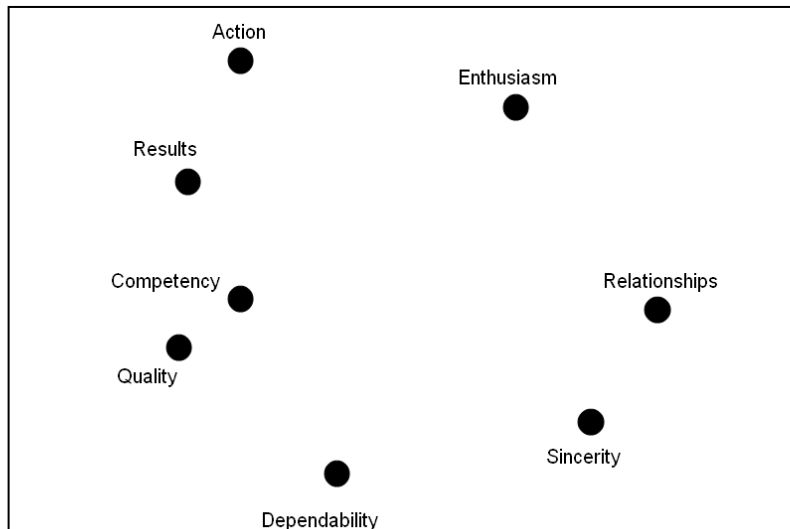 Action
Enthusiasm
Results
Competency
Relationships
Quality
Sincerity
Dependability